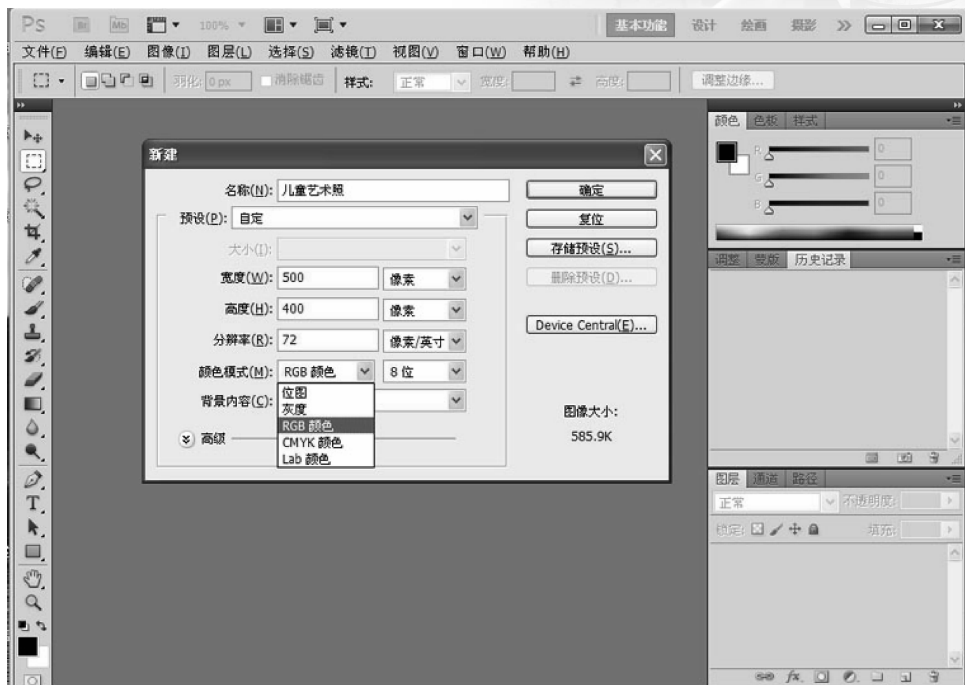 Ps Br Mb 100% 基本功能 设计 绘画 摄影 >>
文件(F) 编辑(E) 图像(I) 图层(L) 选择(S) 滤镜(T) 视图(V) 窗口(W) 帮助(H)
羽化: 0 px 消除锯齿 样式: 正常 宽度: 高度: 调整边缘...
颜色 色板 样式
R 0
G 0
B 0
新建
名称(N): 儿童艺术照 确定
预设(P): 自定 复位
大小(I): 存储预设(S)...
宽度(W): 500 像素 删除预设(D)...
高度(H): 400 像素
Device Central(E)...
分辨率(R): 72 像素/英寸
颜色模式(M): RGB 颜色 8 位
背景内容(C):
位图
灰度
RGB 颜色
CMYK 颜色
Lab 颜色
高级
图像大小:
585.9K
调整 蒙版 历史记录
图层 通道 路径
正常 不透明度:
锁定: 填充:
T
fx